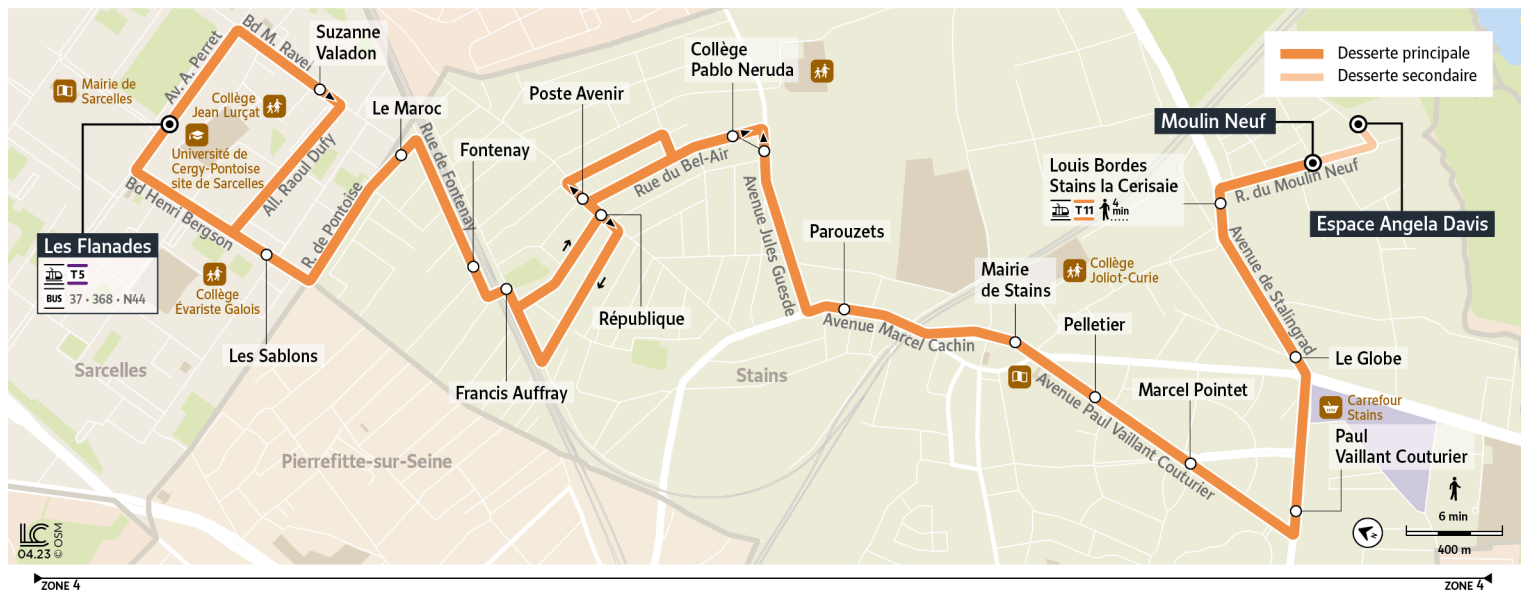 Bd M. Ravel
Av. A. Perret
Suzanne
Valadon
Mairie de
Sarcelles
Collège
Jean Lurçat
Université de
Cergy-Pontoise
site de Sarcelles
All. Raoul Dufy
Bd Henri Bergson
Les Flanades
T5
BUS 37 • 368 • N44
Collège
Évariste Galois
Les Sablons
Sarcelles
R. de Pontoise
Le Maroc
Rue de Fontenay
Fontenay
Francis Auffray
Pierrefitte-sur-Seine
Poste Avenir
République
Rue du Bel-Air
Collège
Pablo Neruda
Avenue Jules Guesde
Stains
Parouzets
Avenue Marcel Cachin
Mairie
de Stains
Collège
Joliot-Curie
Pelletier
Avenue Paul Vaillant Couturier
Marcel Pointet
Paul
Vaillant Couturier
Carrefour
Stains
Le Globe
Avenue de Stalingrad
Louis Bordes
Stains la Cerisaie
T11 4 min
R. du Moulin Neuf
Moulin Neuf
Espace Angela Davis
Desserte principale
Desserte secondaire
N
6 min
400 m
LC
04.23 © OSM
ZONE 4
ZONE 4